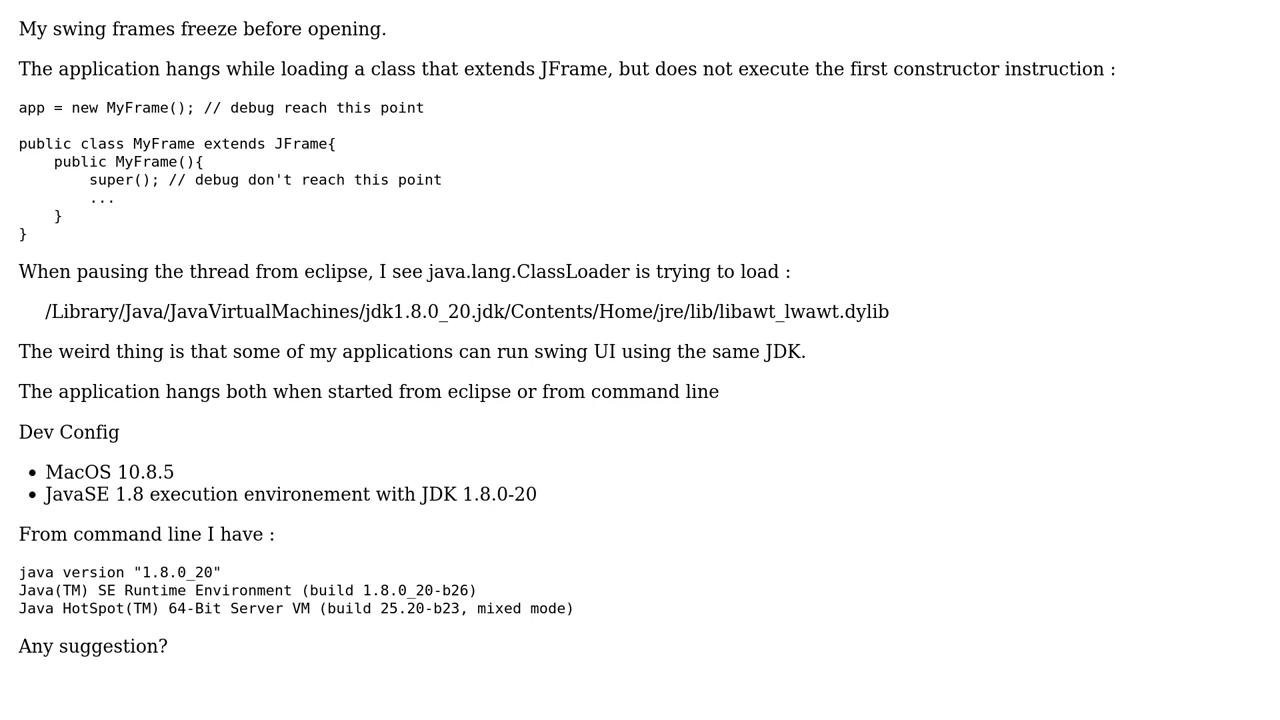 My swing frames freeze before opening.
The application hangs while loading a class that extends JFrame, but does not execute the first constructor instruction :
app = new MyFrame(); // debug reach this point
public class MyFrame extends JFrame{
    public MyFrame(){
        super(); // debug don't reach this point
        ...
    }
}
When pausing the thread from eclipse, I see java.lang.ClassLoader is trying to load :
/Library/Java/JavaVirtualMachines/jdk1.8.0_20.jdk/Contents/Home/jre/lib/libawt_lwawt.dylib
The weird thing is that some of my applications can run swing UI using the same JDK.
The application hangs both when started from eclipse or from command line
Dev Config
• MacOS 10.8.5
• JavaSE 1.8 execution environement with JDK 1.8.0-20
From command line I have :
java version "1.8.0_20"
Java(TM) SE Runtime Environment (build 1.8.0_20-b26)
Java HotSpot(TM) 64-Bit Server VM (build 25.20-b23, mixed mode)
Any suggestion?